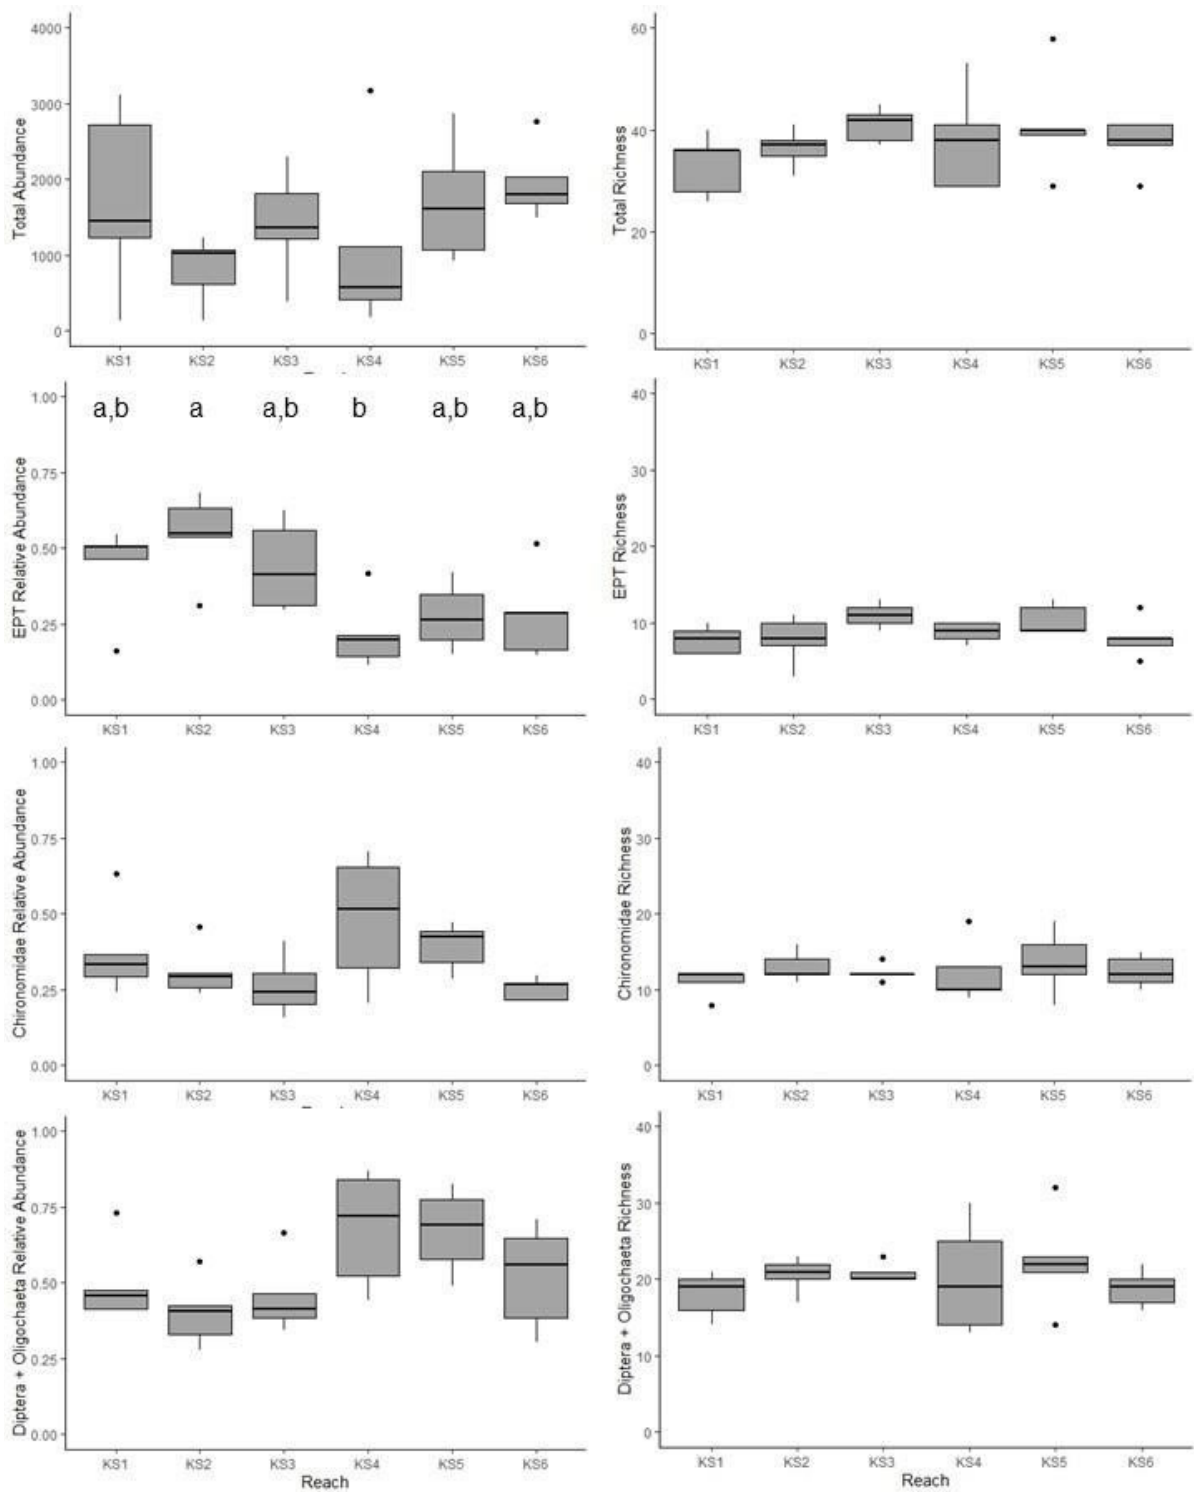 Total Abundance
4000
3000
2000
1000
0
KS1 KS2 KS3 KS4 KS5 KS6
Total Richness
60
40
20
0
KS1 KS2 KS3 KS4 KS5 KS6
EPT Relative Abundance
1.00
0.75
0.50
0.25
0.00
a,b a a,b b a,b a,b
KS1 KS2 KS3 KS4 KS5 KS6
EPT Richness
40
30
20
10
0
KS1 KS2 KS3 KS4 KS5 KS6
Chironomidae Relative Abundance
1.00
0.75
0.50
0.25
0.00
KS1 KS2 KS3 KS4 KS5 KS6
Chironomidae Richness
40
30
20
10
0
KS1 KS2 KS3 KS4 KS5 KS6
Diptera + Oligochaeta Relative Abundance
1.00
0.75
0.50
0.25
0.00
KS1 KS2 KS3 KS4 KS5 KS6
Reach
Diptera + Oligochaeta Richness
40
30
20
10
0
KS1 KS2 KS3 KS4 KS5 KS6
Reach